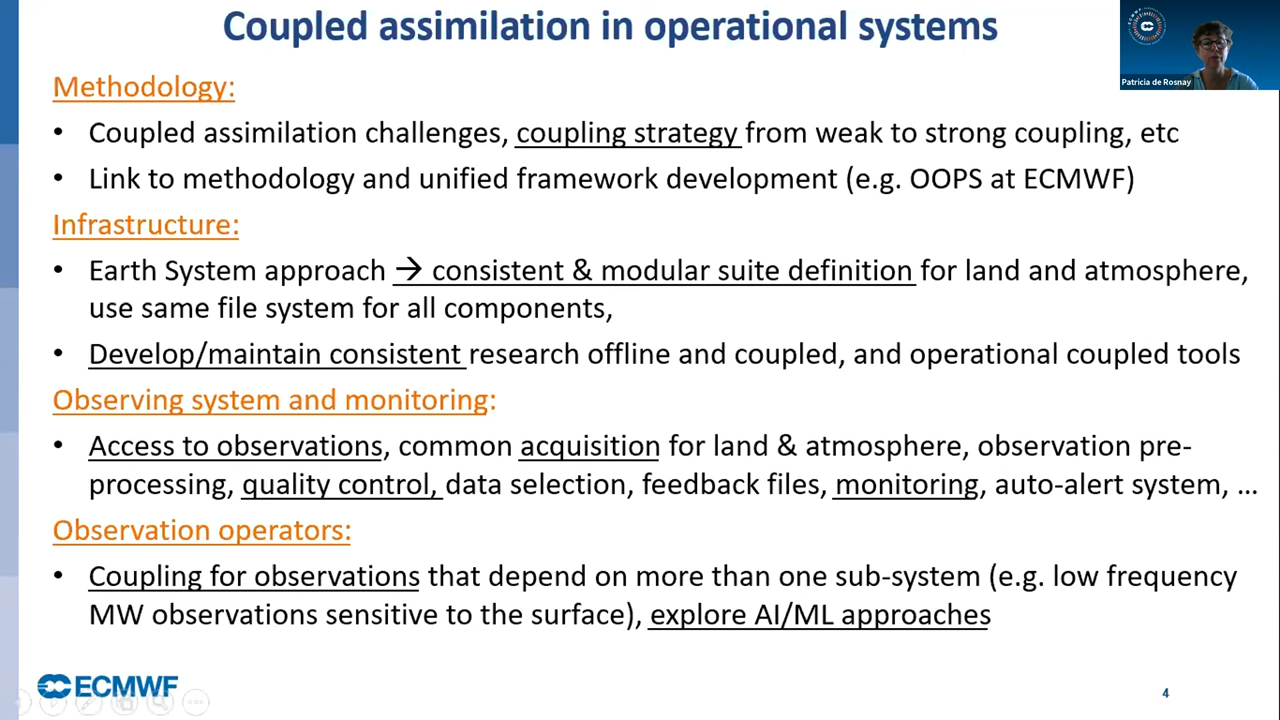 Coupled assimilation in operational systems
Patricia de Rosnay
Methodology:
• Coupled assimilation challenges, coupling strategy from weak to strong coupling, etc
• Link to methodology and unified framework development (e.g. OOPS at ECMWF)
Infrastructure:
• Earth System approach → consistent & modular suite definition for land and atmosphere,
use same file system for all components,
• Develop/maintain consistent research offline and coupled, and operational coupled tools
Observing system and monitoring:
• Access to observations, common acquisition for land & atmosphere, observation pre-
processing, quality control, data selection, feedback files, monitoring, auto-alert system, ...
Observation operators:
• Coupling for observations that depend on more than one sub-system (e.g. low frequency
MW observations sensitive to the surface), explore AI/ML approaches
ECMWF
4